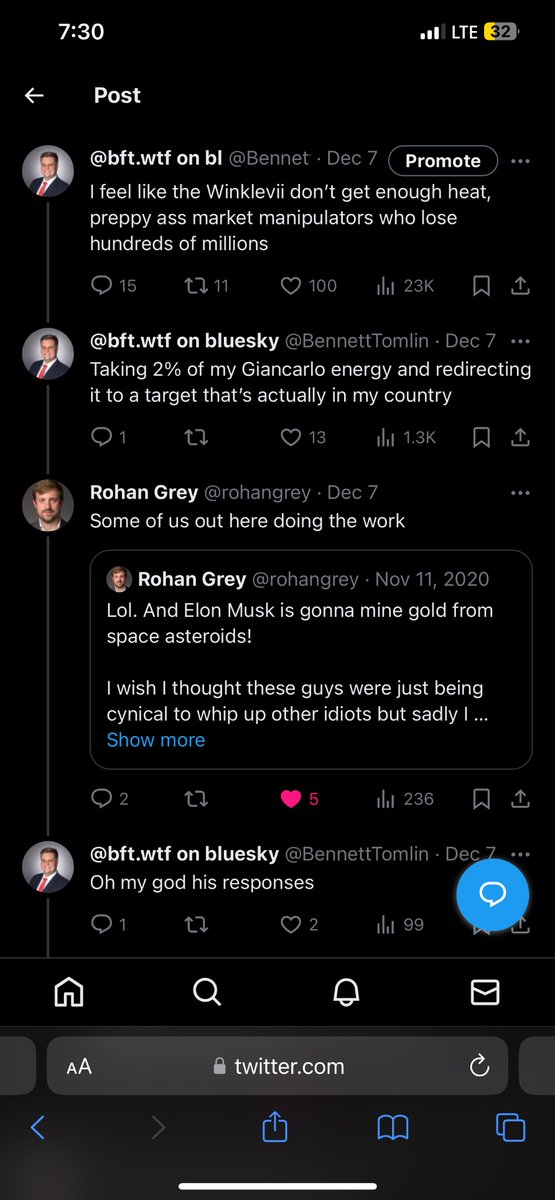 7:30
LTE 32
Post
@bft.wtf on bl @Bennet · Dec 7 Promote
I feel like the Winklevii don’t get enough heat,
preppy ass market manipulators who lose
hundreds of millions
15 11 100 23K
@bft.wtf on bluesky @BennettTomlin · Dec 7
Taking 2% of my Giancarlo energy and redirecting
it to a target that’s actually in my country
1 13 1.3K
Rohan Grey @rohangrey · Dec 7
Some of us out here doing the work
Rohan Grey @rohangrey · Nov 11, 2020
Lol. And Elon Musk is gonna mine gold from
space asteroids!
I wish I thought these guys were just being
cynical to whip up other idiots but sadly I ...
Show more
2 5 236
@bft.wtf on bluesky @BennettTomlin · Dec 7
Oh my god his responses
1 2 99
AA twitter.com